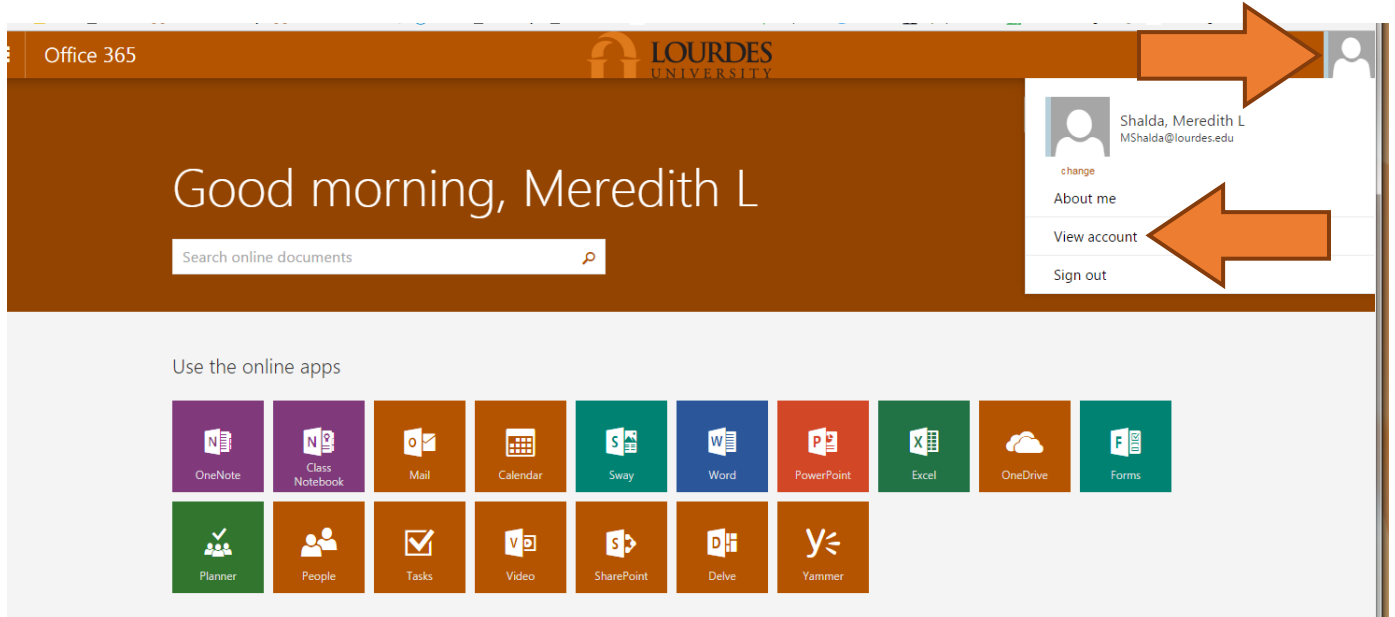 Office 365
LOURDES
UNIVERSITY
Shalda, Meredith L
MShalda@lourdes.edu
change
About me
View account
Sign out
Good morning, Meredith L
Search online documents
Use the online apps
OneNote
Class
Notebook
Mail
Calendar
Sway
Word
PowerPoint
Excel
OneDrive
Forms
Planner
People
Tasks
Video
SharePoint
Delve
Yammer